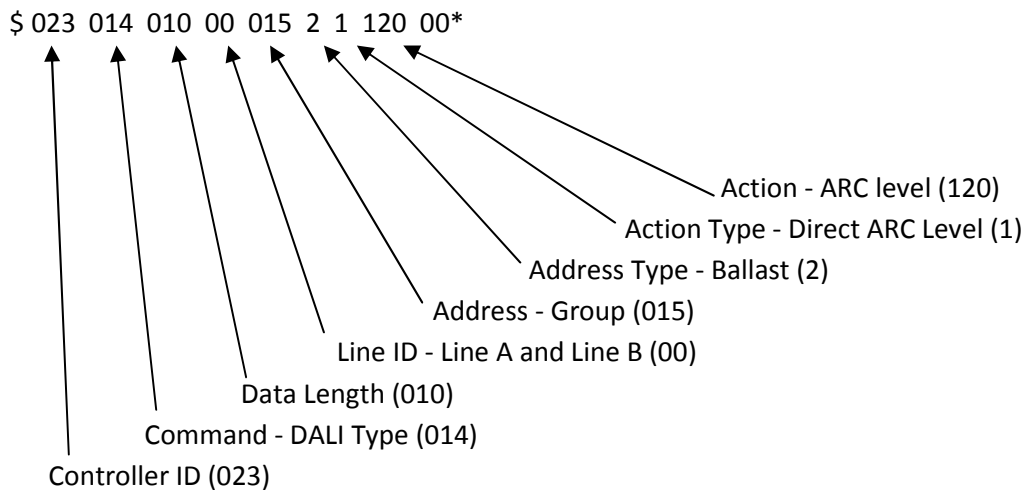 $ 023 014 010 00 015 2 1 120 00*
Action - ARC level (120)
Action Type - Direct ARC Level (1)
Address Type - Ballast (2)
Address - Group (015)
Line ID - Line A and Line B (00)
Data Length (010)
Command - DALI Type (014)
Controller ID (023)